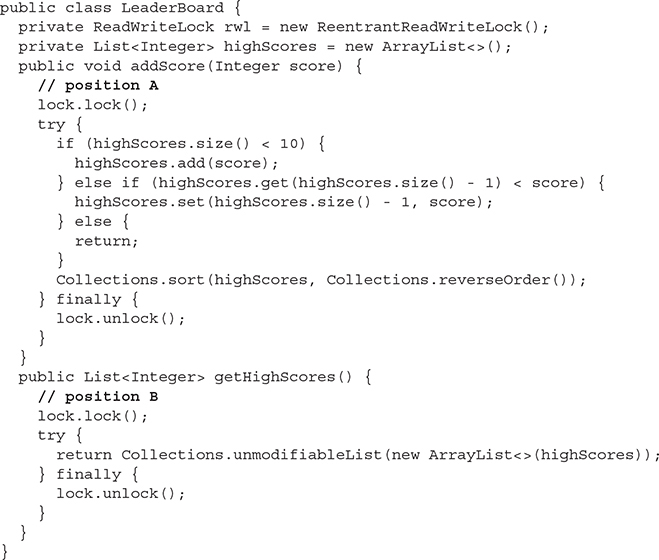 public class LeaderBoard {
  private ReadWriteLock rwl = new ReentrantReadWriteLock();
  private List<Integer> highScores = new ArrayList<>();
  public void addScore(Integer score) {
    // position A
    lock.lock();
    try {
      if (highScores.size() < 10) {
        highScores.add(score);
      } else if (highScores.get(highScores.size() - 1) < score) {
        highScores.set(highScores.size() - 1, score);
      } else {
        return;
      }
      Collections.sort(highScores, Collections.reverseOrder());
    } finally {
      lock.unlock();
    }
  }
  public List<Integer> getHighScores() {
    // position B
    lock.lock();
    try {
      return Collections.unmodifiableList(new ArrayList<>(highScores));
    } finally {
      lock.unlock();
    }
  }
}